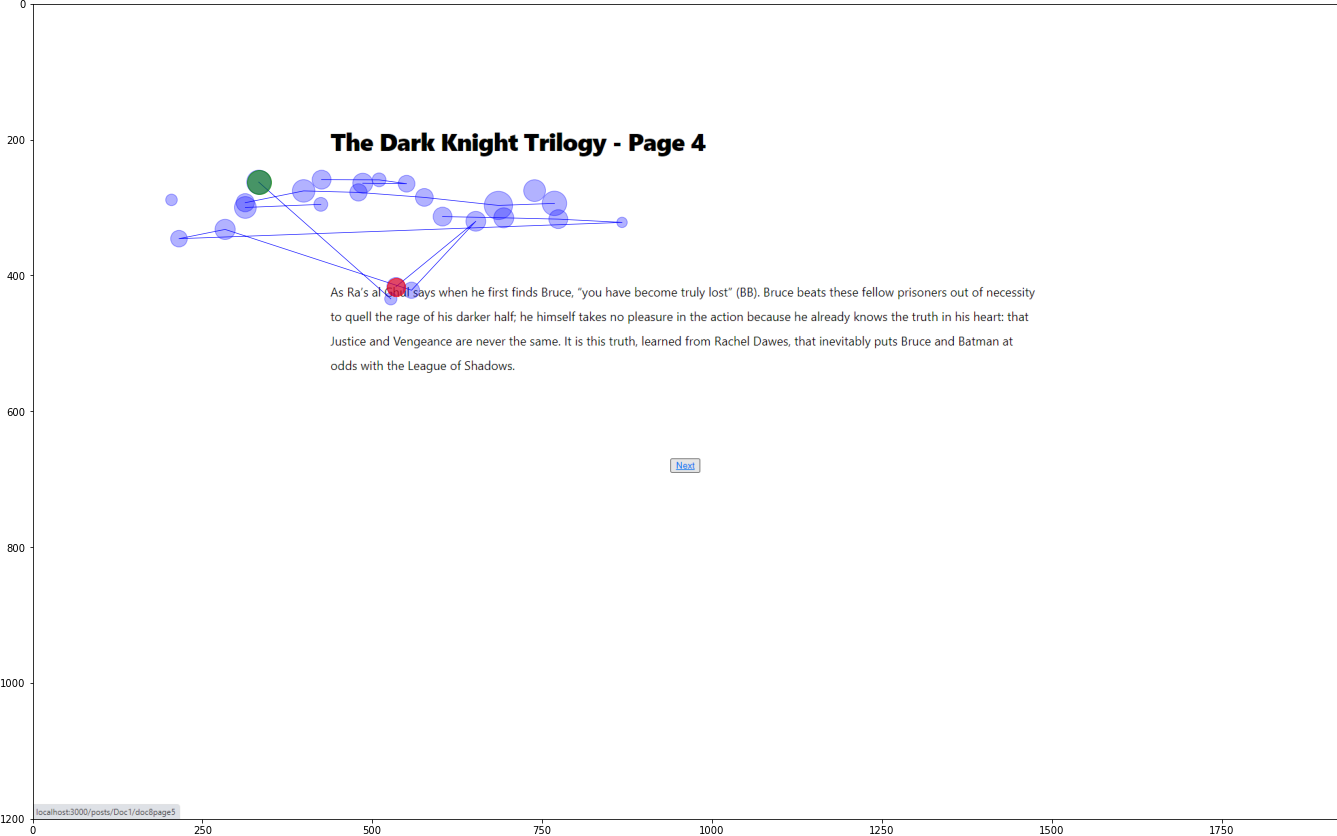 0
200
The Dark Knight Trilogy - Page 4
400
As Ra's al Ghul says when he first finds Bruce, "you have become truly lost" (BB). Bruce beats these fellow prisoners out of necessity
to quell the rage of his darker half; he himself takes no pleasure in the action because he already knows the truth in his heart: that
Justice and Vengeance are never the same. It is this truth, learned from Rachel Dawes, that inevitably puts Bruce and Batman at
odds with the League of Shadows.
600
Next
800
1000
localhost:3000/posts/Doc1/doc8page5
1200
0 250 500 750 1000 1250 1500 1750